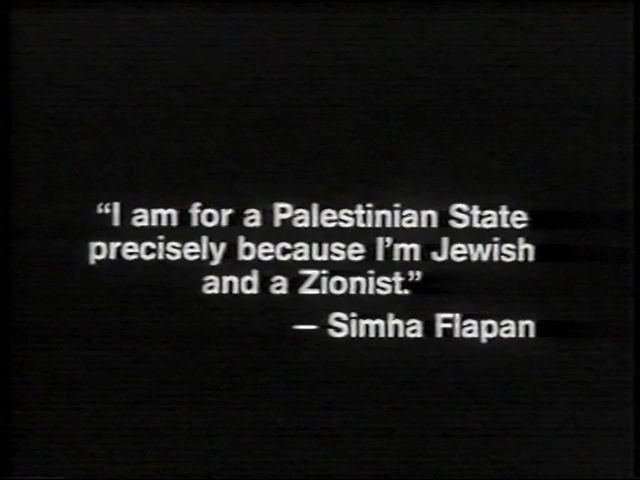 “I am for a Palestinian State
precisely because I’m Jewish
and a Zionist.”
— Simha Flapan